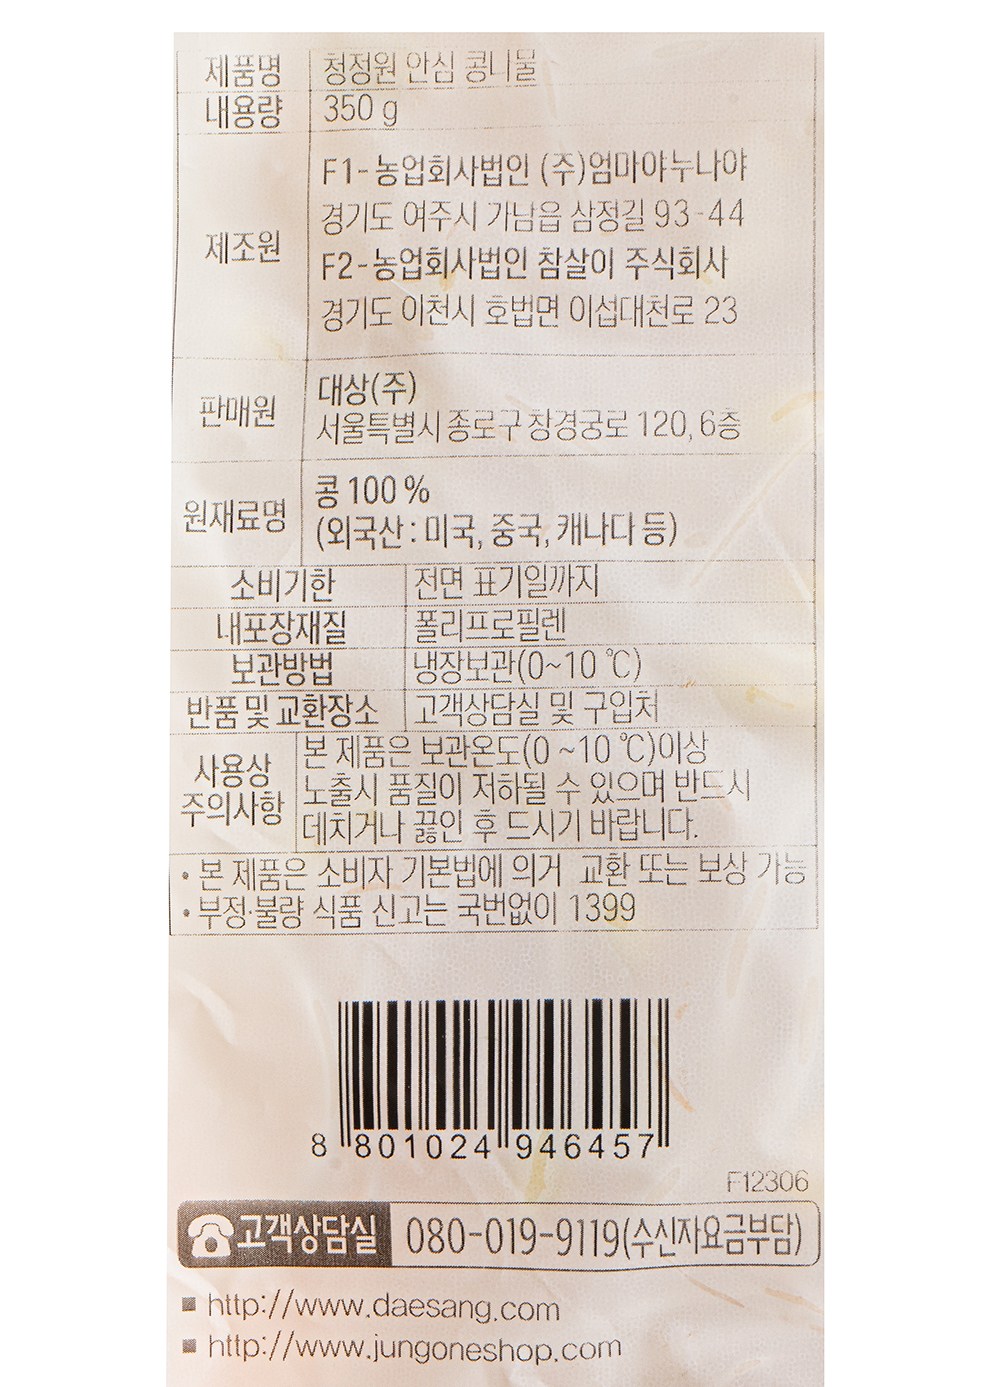 제품명 청정원 안심 콩나물
내용량 350 g
제조원
F1-농업회사법인 (주)엄마야누나야
경기도 여주시 가남읍 삼정길 93-44
F2-농업회사법인 참살이 주식회사
경기도 이천시 호법면 이섭대천로 23
판매원
대상(주)
서울특별시 종로구 창경궁로 120, 6층
원재료명
콩 100 %
(외국산 : 미국, 중국, 캐나다 등)
소비기한 전면 표기일까지
내포장재질 폴리프로필렌
보관방법 냉장보관(0~10 ℃)
반품 및 교환장소 고객상담실 및 구입처
사용상
주의사항
본 제품은 보관온도(0 ~10 ℃)이상
노출시 품질이 저하될 수 있으며 반드시
데치거나 끓인 후 드시기 바랍니다.
• 본 제품은 소비자 기본법에 의거 교환 또는 보상 가능
• 부정·불량 식품 신고는 국번없이 1399
8 801024 946457
F12306
고객상담실 080-019-9119(수신자요금부담)
■ http://www.daesang.com
■ http://www.jungoneshop.com